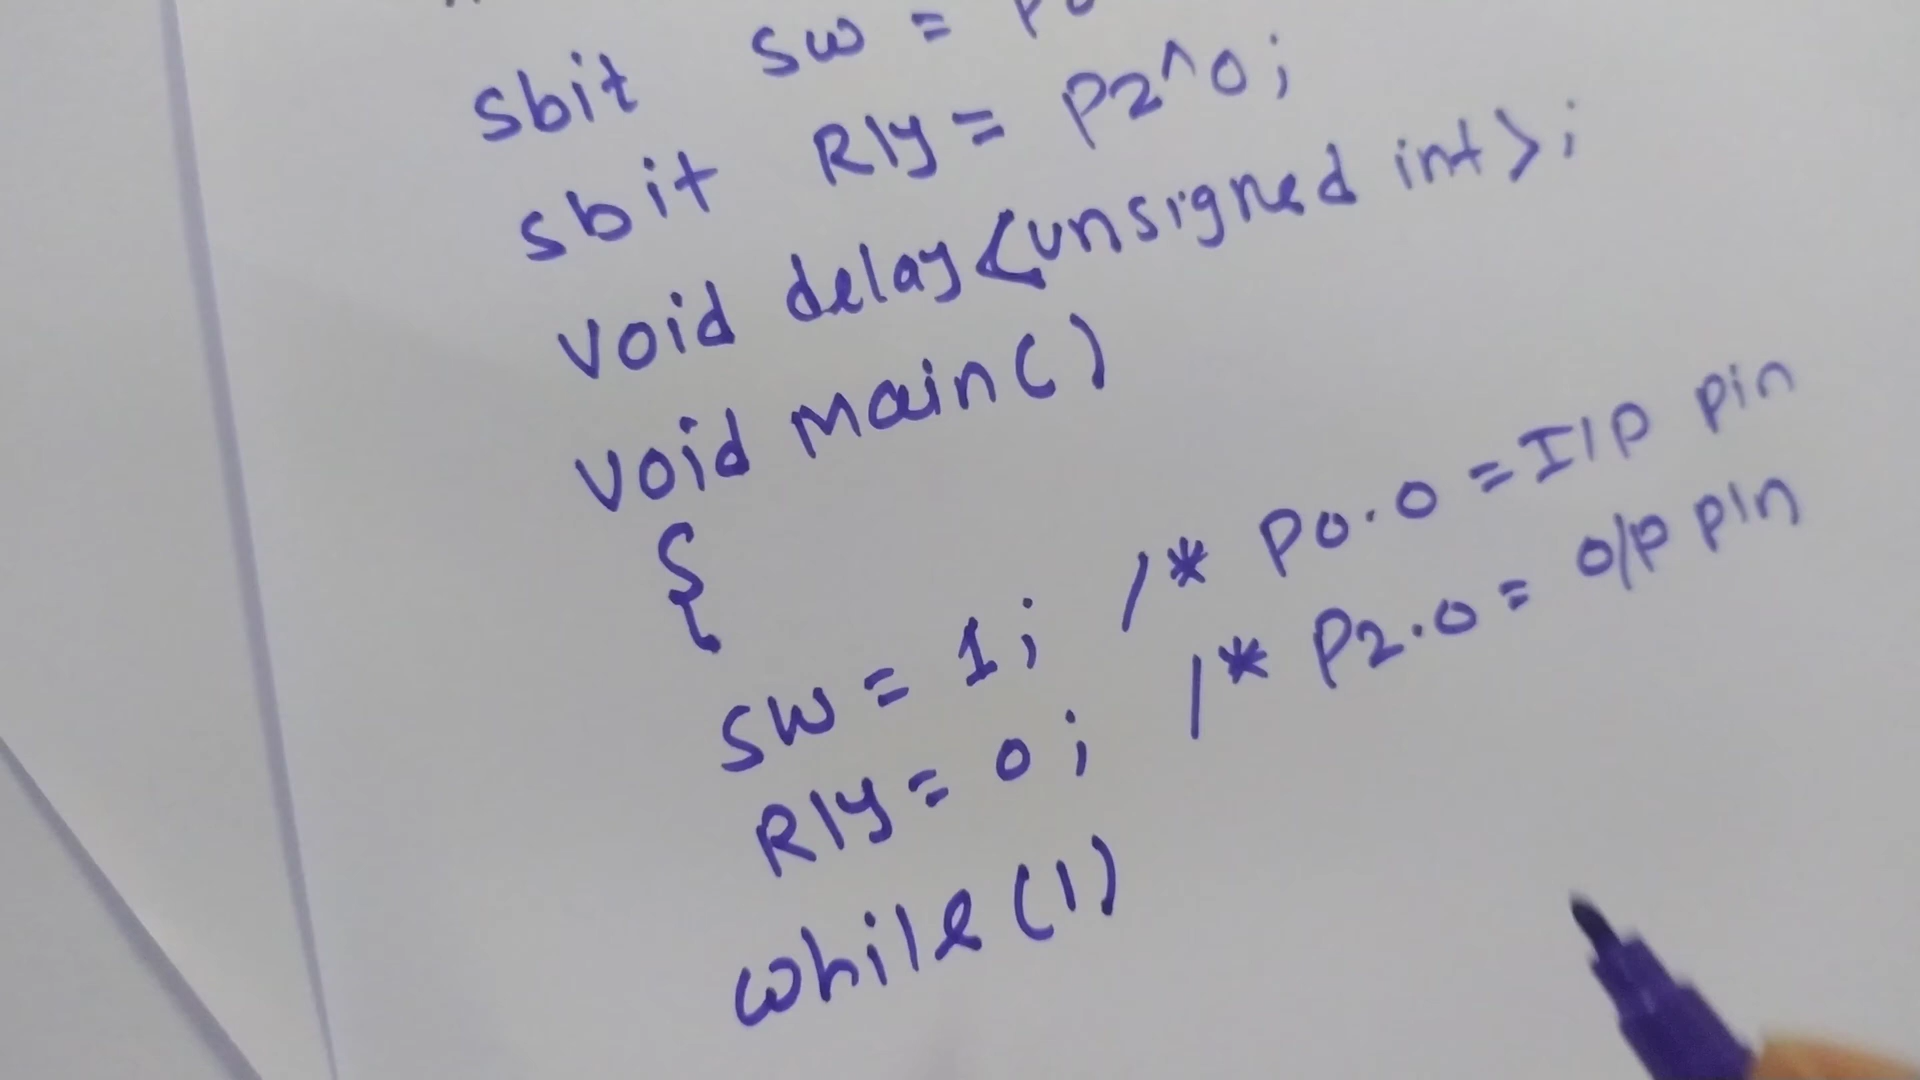 sbit sw = P0
sbit Rly = P2^0;
void delay<unsigned int>;
void main()
{
sw = 1; /* P0.0 = I/P pin
Rly = 0; /* P2.0 = o/p pin
while(1)